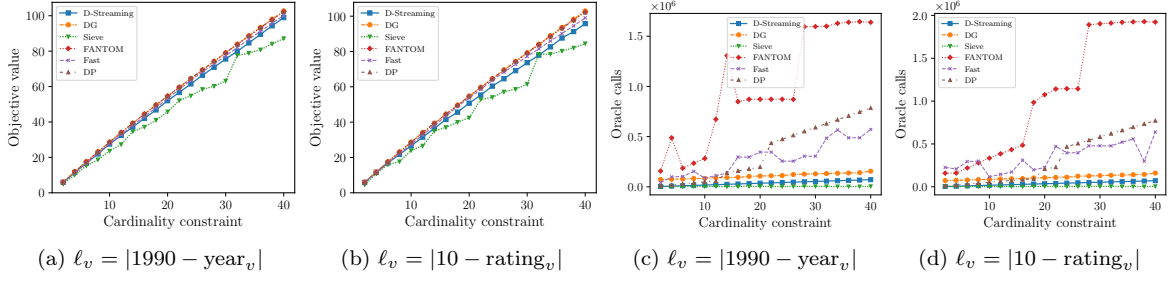 100
80
60
40
20
0
Objective value
D-Streaming
DG
Sieve
FANTOM
Fast
DP
10
20
30
40
Cardinality constraint
(a) ℓ_v = |1990 − year_v|
100
80
60
40
20
0
Objective value
D-Streaming
DG
Sieve
FANTOM
Fast
DP
10
20
30
40
Cardinality constraint
(b) ℓ_v = |10 − rating_v|
×10⁶
1.5
1.0
0.5
0.0
Oracle calls
D-Streaming
DG
Sieve
FANTOM
Fast
DP
10
20
30
40
Cardinality constraint
(c) ℓ_v = |1990 − year_v|
×10⁶
2.0
1.5
1.0
0.5
0.0
Oracle calls
D-Streaming
DG
Sieve
FANTOM
Fast
DP
10
20
30
40
Cardinality constraint
(d) ℓ_v = |10 − rating_v|